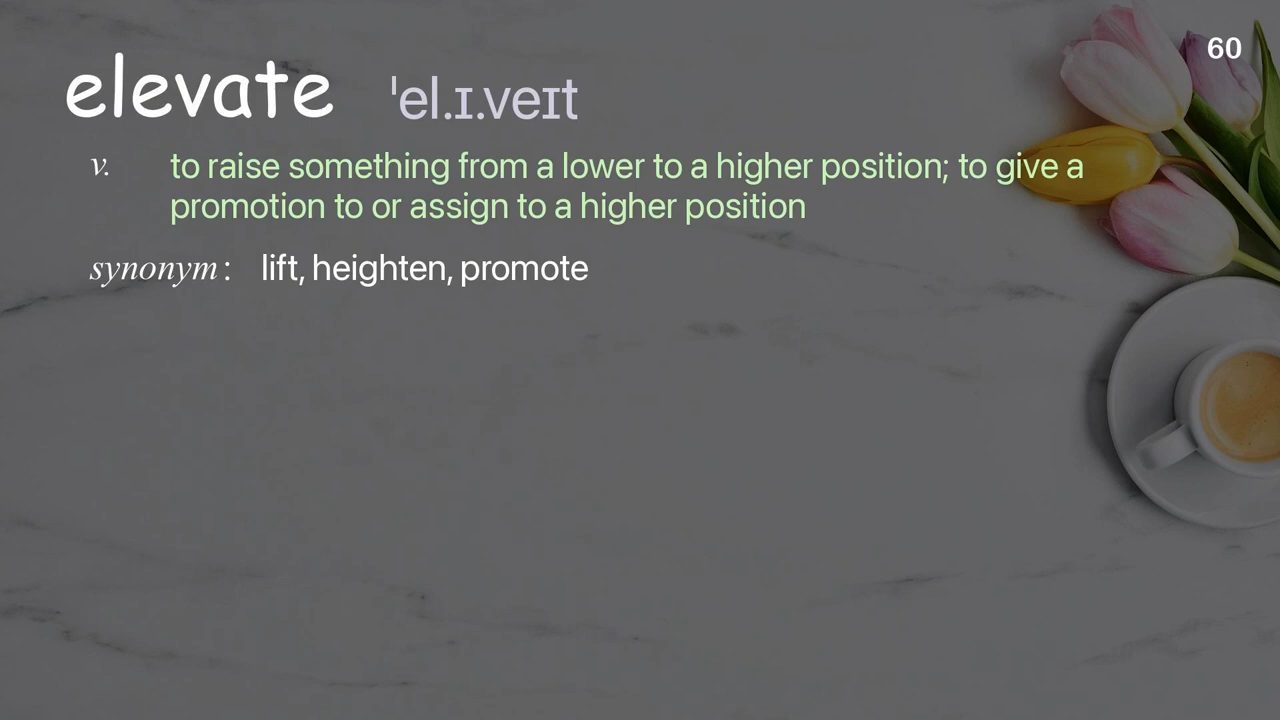 60
elevate ˈel.ɪ.veɪt
v. to raise something from a lower to a higher position; to give a
promotion to or assign to a higher position
synonym: lift, heighten, promote